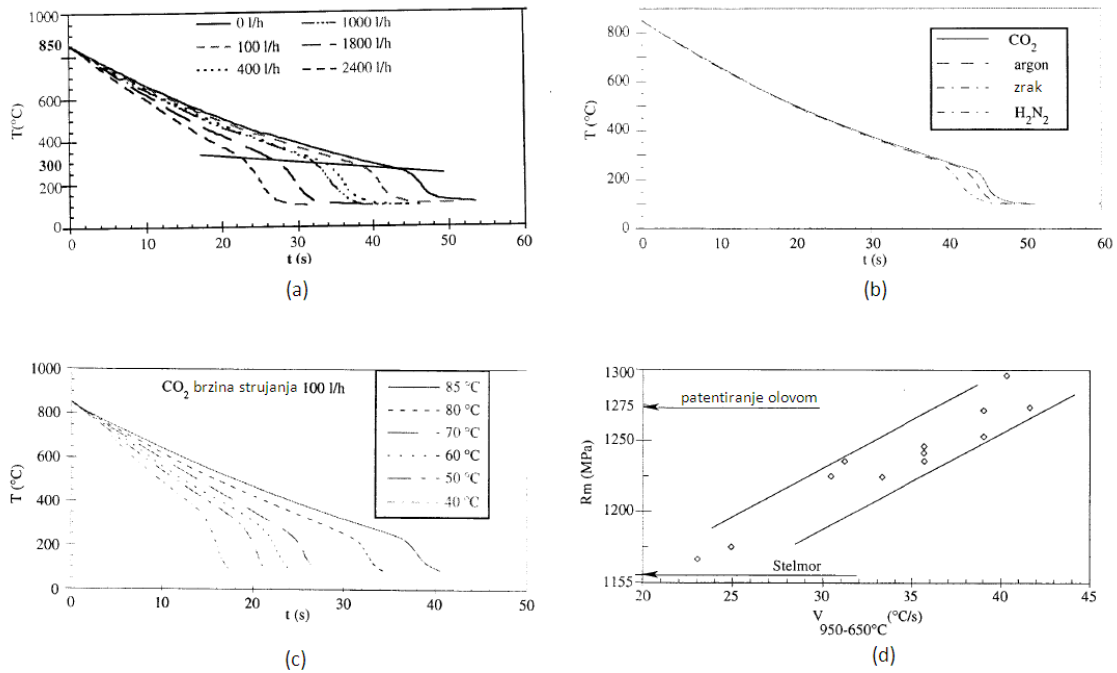 1000
850
600
400
300
200
0
T(°C)
0 l/h
100 l/h
400 l/h
1000 l/h
1800 l/h
2400 l/h
0 10 20 30 40 50 60
t (s)
(a)
800
600
400
200
0
T (°C)
CO2
argon
zrak
H2N2
0 10 20 30 40 50 60
t (s)
(b)
1000
800
600
400
200
0
T (°C)
CO2 brzina strujanja 100 l/h
85 °C
80 °C
70 °C
60 °C
50 °C
40 °C
0 10 20 30 40 50
t (s)
(c)
1300
1275
1250
1200
1155
Rm (MPa)
patentiranje olovom
Stelmor
20 25 30 35 40 45
V (°C/s)
950-650°C
(d)